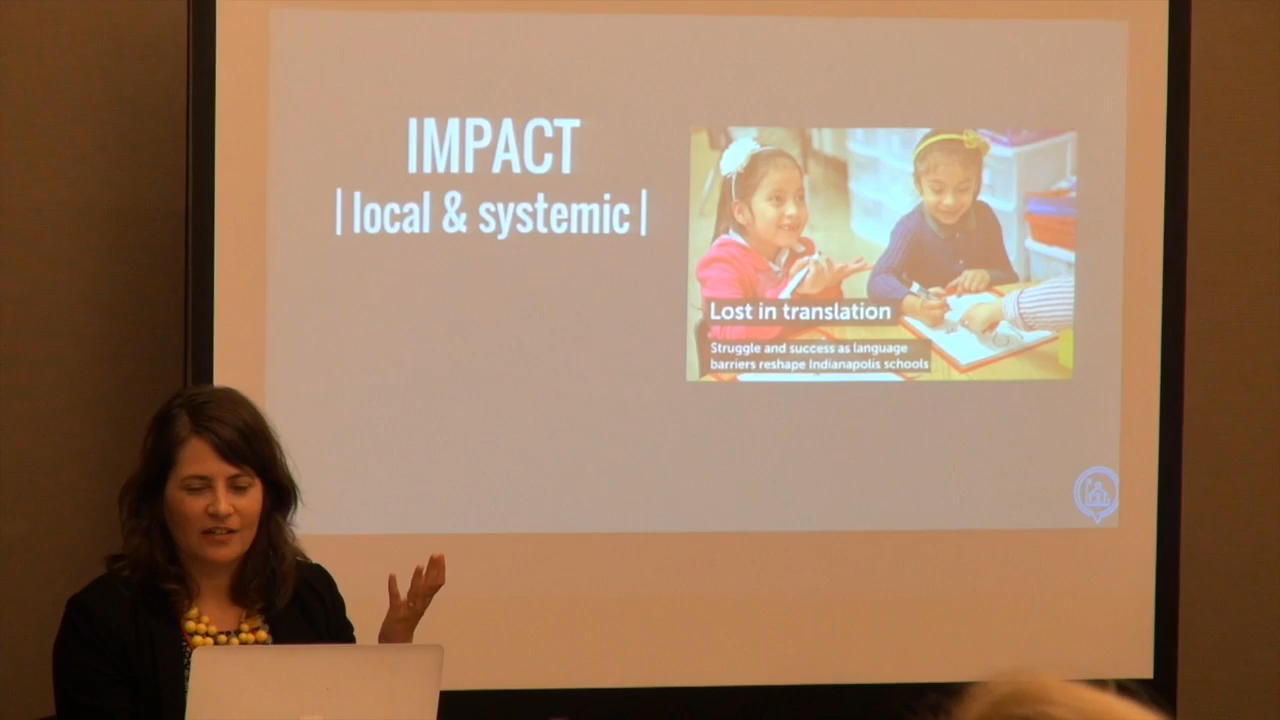 IMPACT
| local & systemic |
Lost in translation
Struggle and success as language
barriers reshape Indianapolis schools